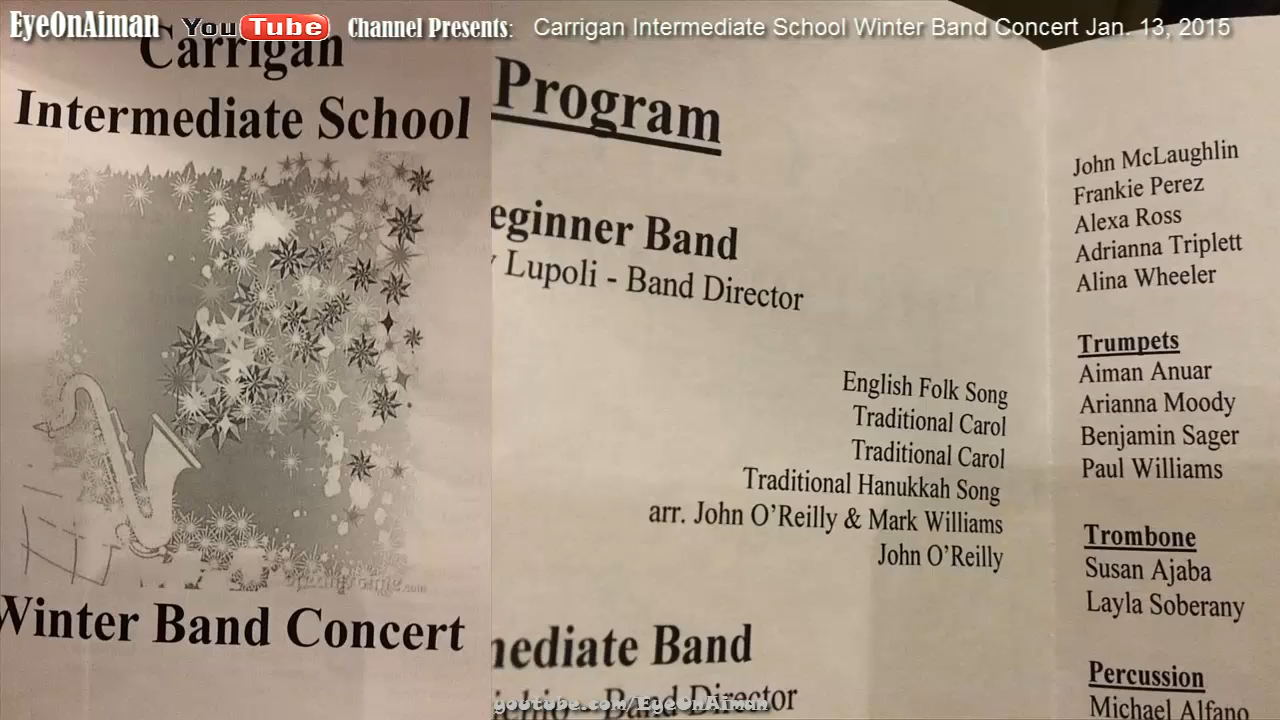 EyeOnAiman YouTube Channel Presents: Carrigan Intermediate School Winter Band Concert Jan. 13, 2015
Carrigan
Intermediate School
Winter Band Concert
Program
eginner Band
Lupoli - Band Director
English Folk Song
Traditional Carol
Traditional Carol
Traditional Hanukkah Song
arr. John O'Reilly & Mark Williams
John O'Reilly
mediate Band
Band Director
youtube.com/EyeOnAiman
John McLaughlin
Frankie Perez
Alexa Ross
Adrianna Triplett
Alina Wheeler
Trumpets
Aiman Anuar
Arianna Moody
Benjamin Sager
Paul Williams
Trombone
Susan Ajaba
Layla Soberany
Percussion
Michael Alfano